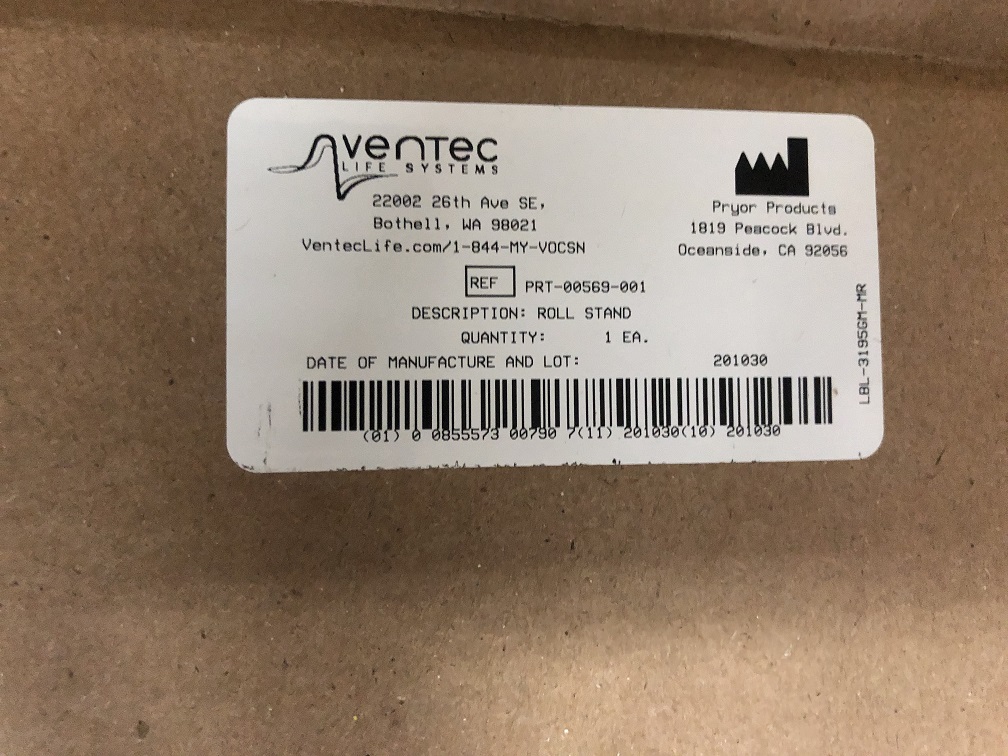 Ventec
LIFE SYSTEMS
22002 26th Ave SE,
Bothell, WA 98021
VentecLife.com/1-844-MY-VOCSN
Pryor Products
1819 Peacock Blvd.
Oceanside, CA 92056
REF PRT-00569-001
DESCRIPTION: ROLL STAND
QUANTITY: 1 EA.
DATE OF MANUFACTURE AND LOT: 201030
(01) 0 0855573 00790 7(11) 201030(10) 201030
LBL-3195GM-MR